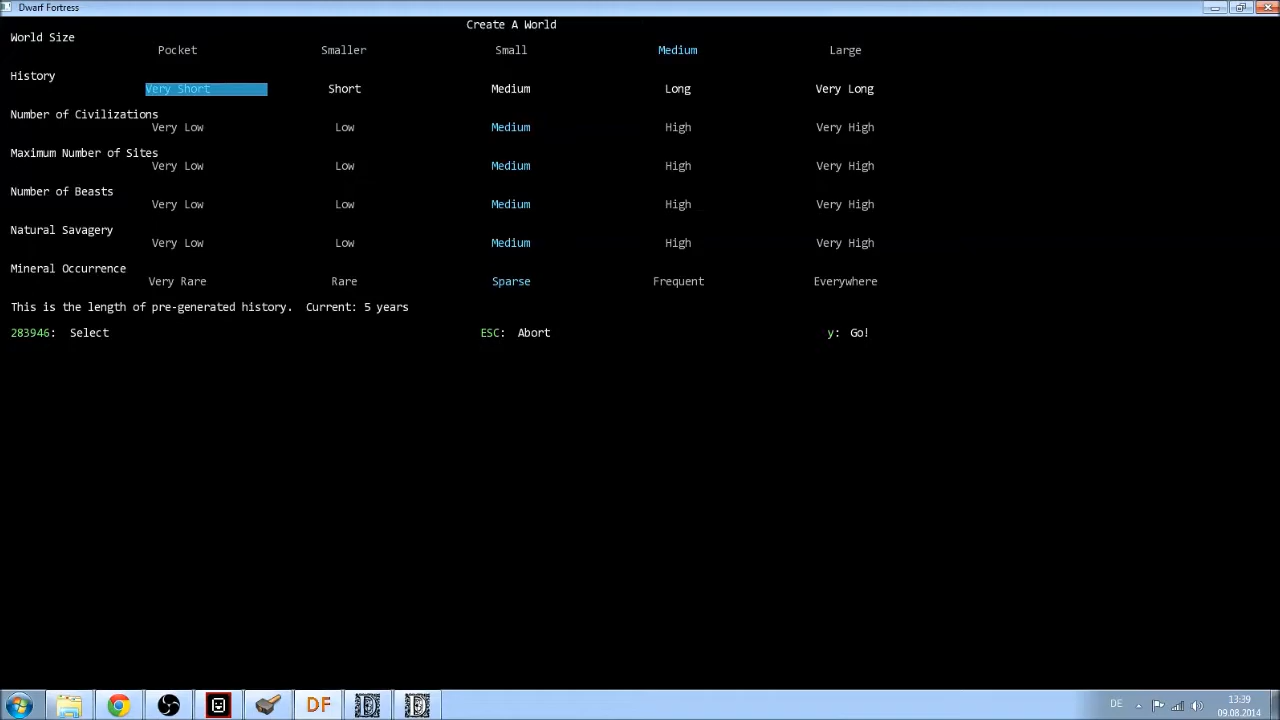 Dwarf Fortress
Create A World
World Size
Pocket Smaller Small Medium Large
History
Very Short Short Medium Long Very Long
Number of Civilizations
Very Low Low Medium High Very High
Maximum Number of Sites
Very Low Low Medium High Very High
Number of Beasts
Very Low Low Medium High Very High
Natural Savagery
Very Low Low Medium High Very High
Mineral Occurrence
Very Rare Rare Sparse Frequent Everywhere
This is the length of pre-generated history. Current: 5 years
283946: Select ESC: Abort y: Go!
DF
DE
13:39
09.08.2014